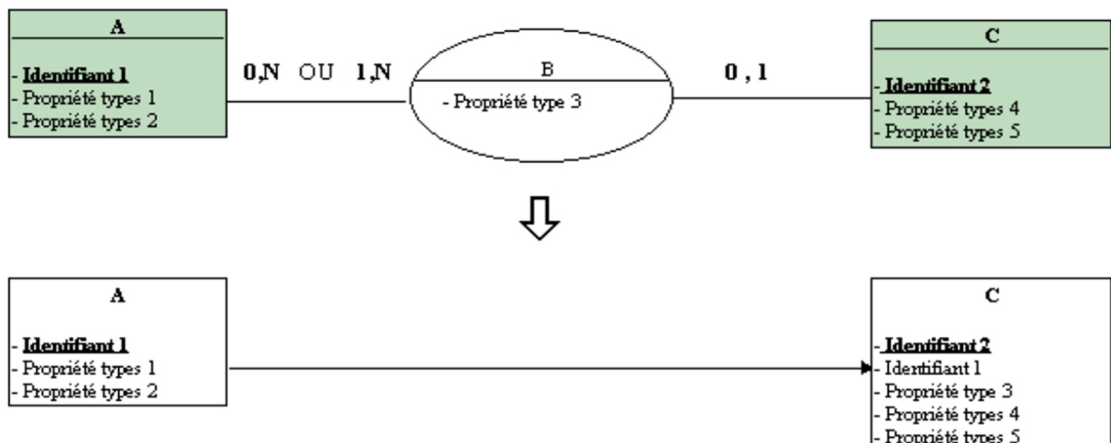 A
- Identifiant 1
- Propriété types 1
- Propriété types 2
0,N OU 1,N
B
- Propriété type 3
0 , 1
C
- Identifiant 2
- Propriété types 4
- Propriété types 5
A
- Identifiant 1
- Propriété types 1
- Propriété types 2
C
- Identifiant 2
- Identifiant 1
- Propriété type 3
- Propriété types 4
- Propriété types 5